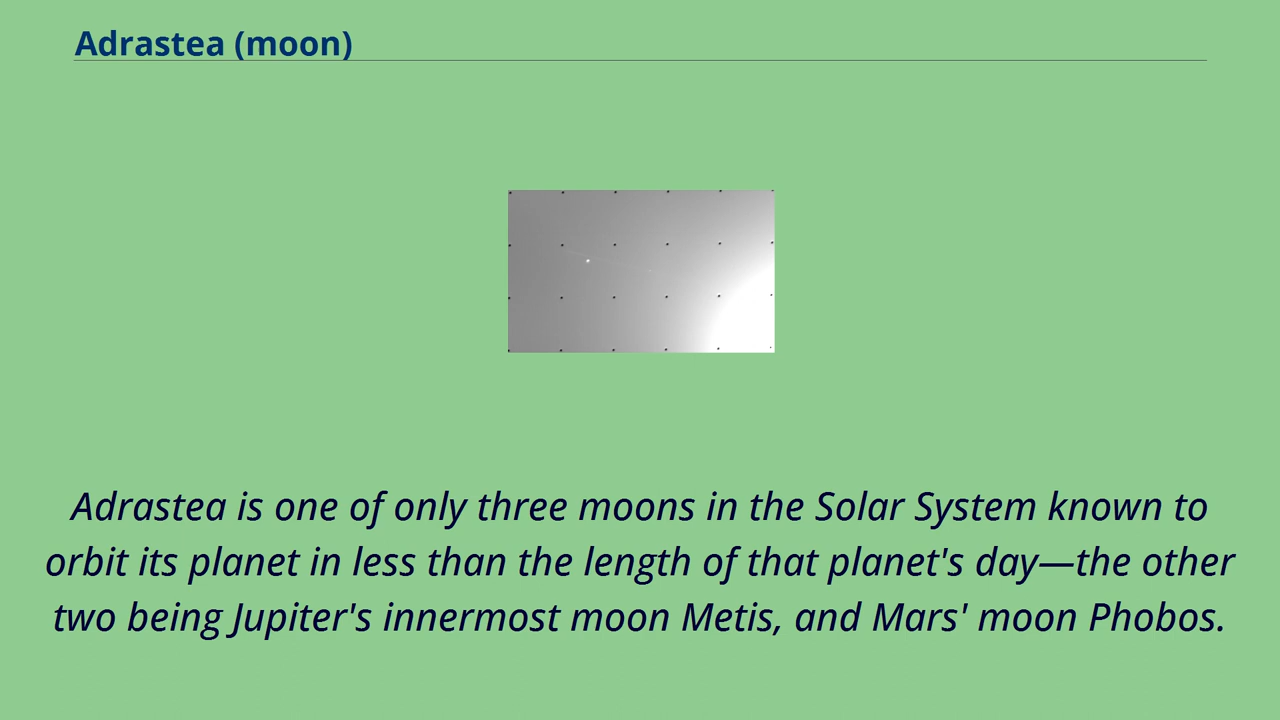 Adrastea (moon)
Adrastea is one of only three moons in the Solar System known to
orbit its planet in less than the length of that planet's day—the other
two being Jupiter's innermost moon Metis, and Mars' moon Phobos.